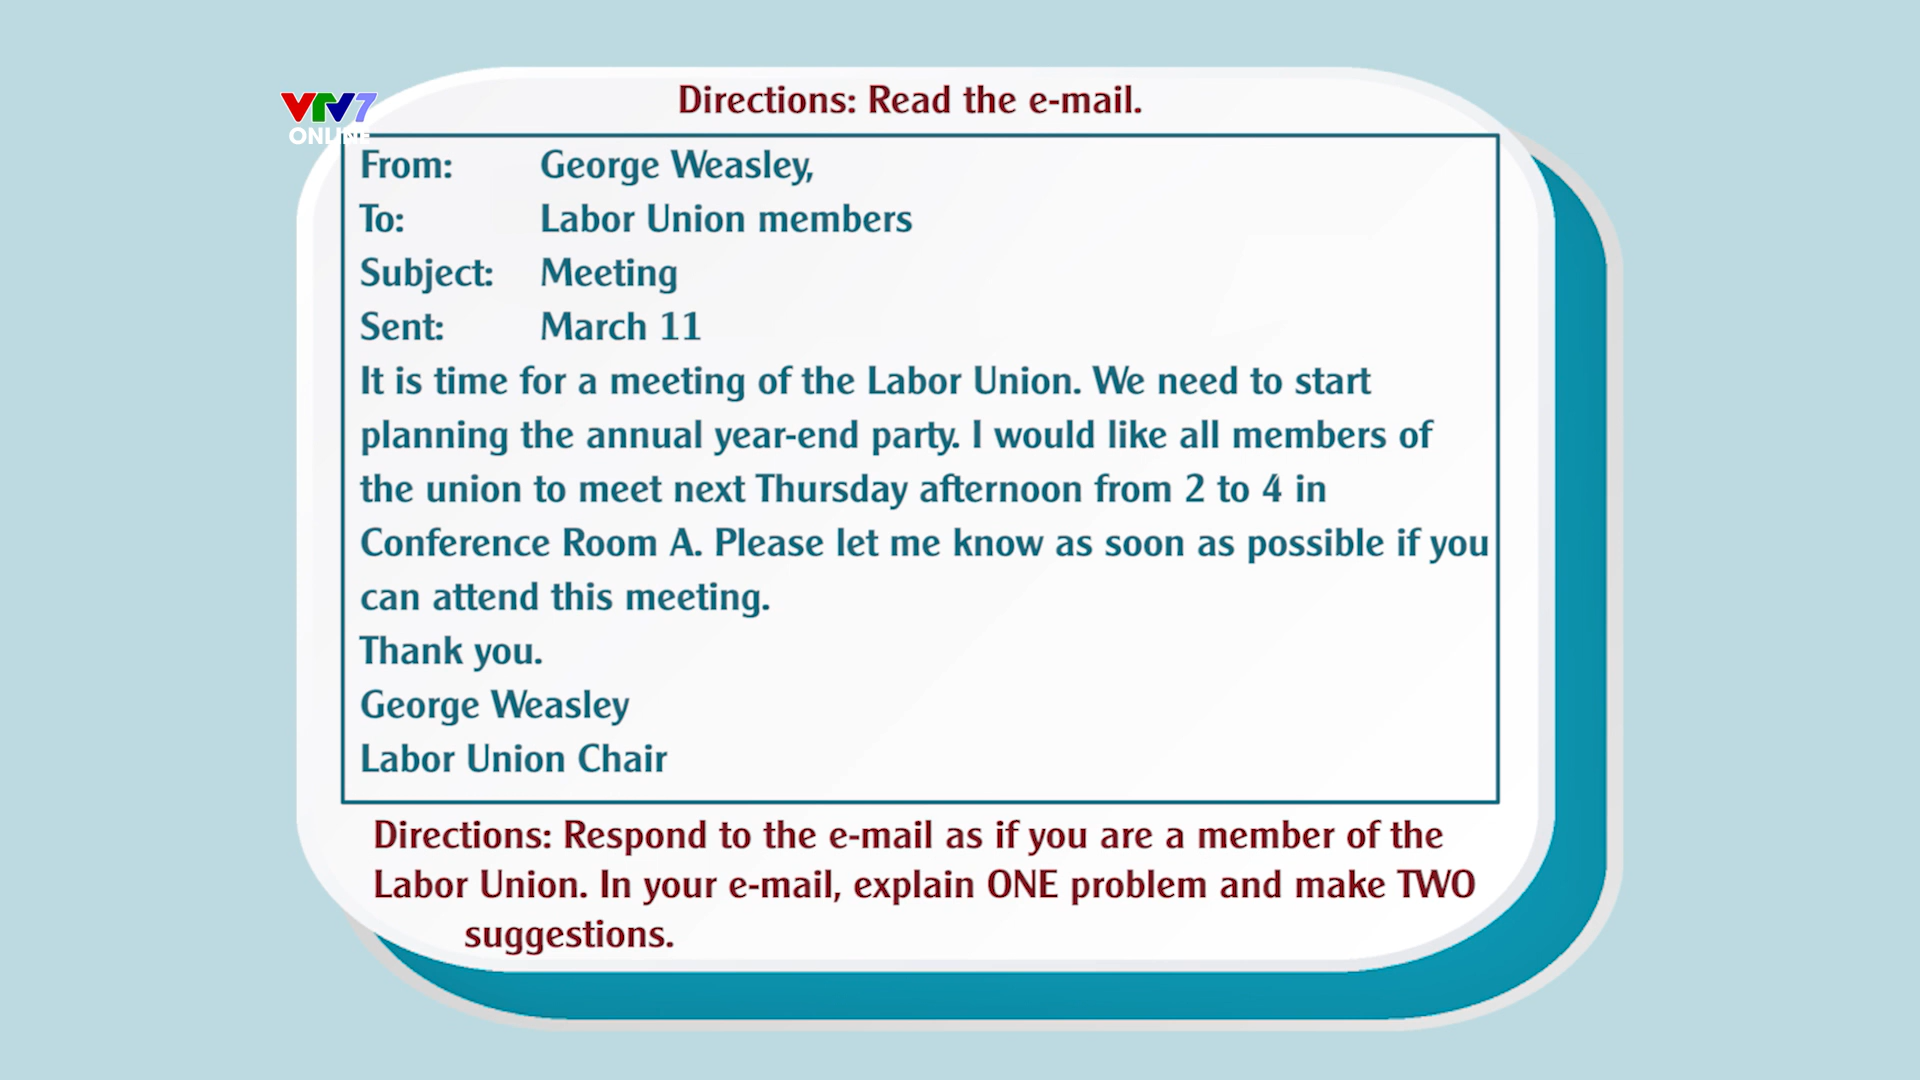 VTV7
ONLINE
Directions: Read the e-mail.
From: George Weasley,
To: Labor Union members
Subject: Meeting
Sent: March 11
It is time for a meeting of the Labor Union. We need to start
planning the annual year-end party. I would like all members of
the union to meet next Thursday afternoon from 2 to 4 in
Conference Room A. Please let me know as soon as possible if you
can attend this meeting.
Thank you.
George Weasley
Labor Union Chair
Directions: Respond to the e-mail as if you are a member of the
Labor Union. In your e-mail, explain ONE problem and make TWO
suggestions.